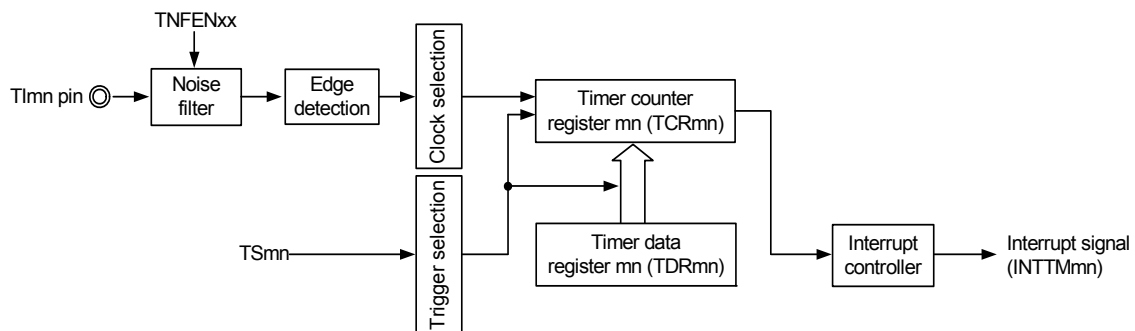 TNFENxx
TImn pin
Noise
filter
Edge
detection
Clock selection
Timer counter
register mn (TCRmn)
TSmn
Trigger selection
Timer data
register mn (TDRmn)
Interrupt
controller
Interrupt signal
(INTTMmn)